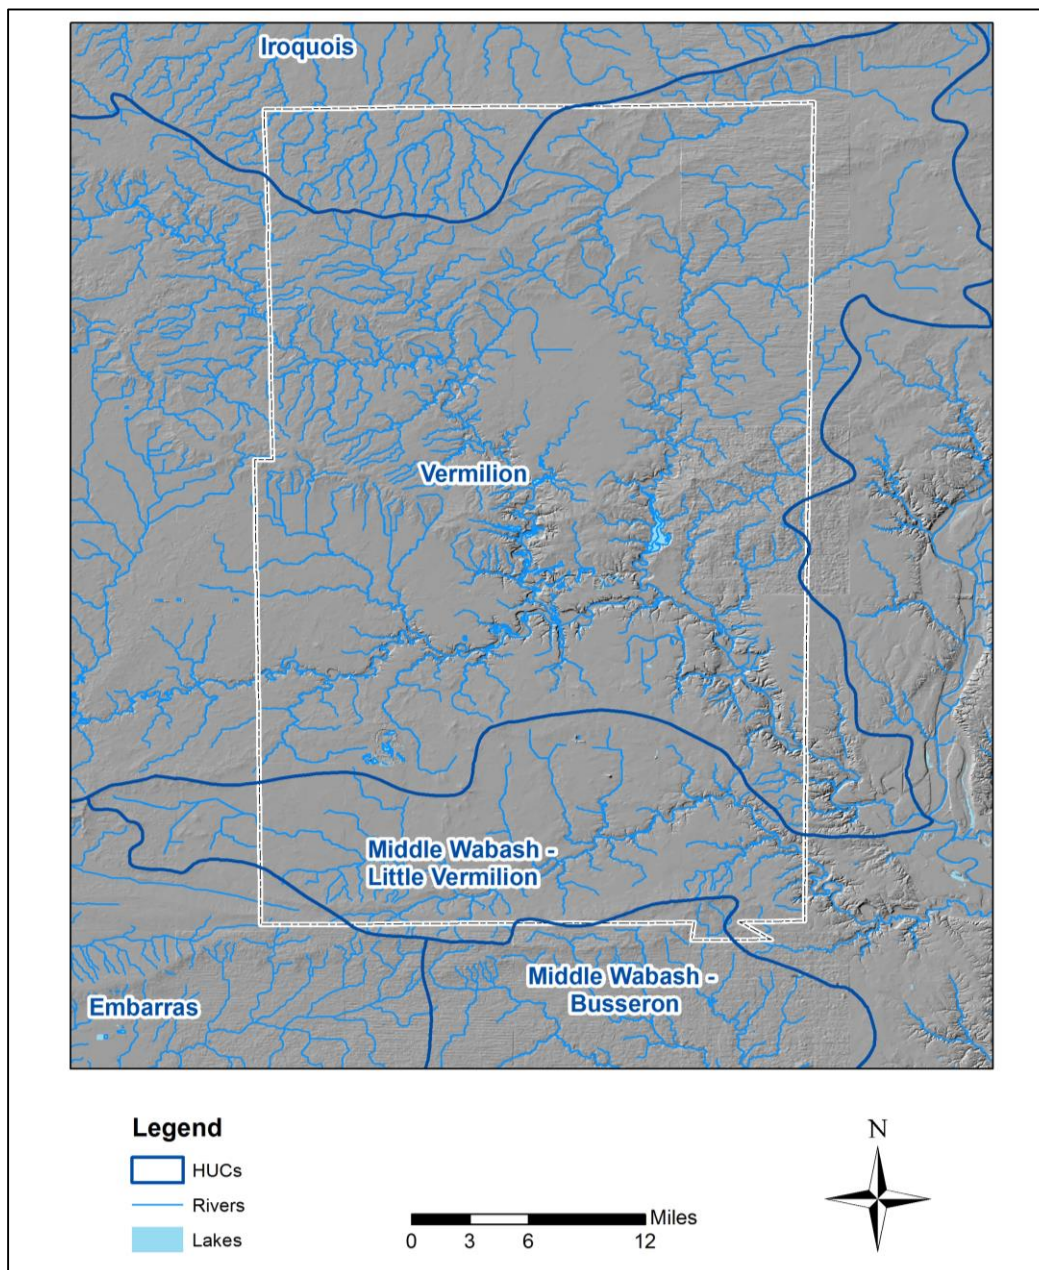 Iroquois
Vermilion
Middle Wabash -
Little Vermilion
Middle Wabash -
Busseron
Embarras
Legend
HUCs
Rivers
Lakes
Miles
0 3 6 12
N